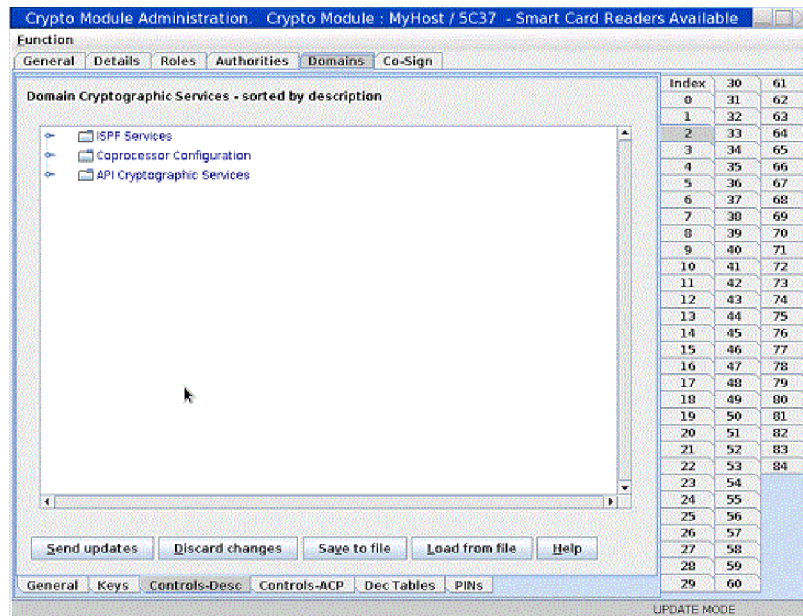 Crypto Module Administration. Crypto Module : MyHost / 5C37 - Smart Card Readers Available
Function
General Details Roles Authorities Domains Co-Sign
Domain Cryptographic Services - sorted by description
ISPF Services
Coprocessor Configuration
API Cryptographic Services
Send updates Discard changes Save to file Load from file Help
General Keys Controls-Desc Controls-ACP Dec Tables PINs
Index 30 61
0 31 62
1 32 63
2 33 64
3 34 65
4 35 66
5 36 67
6 37 68
7 38 69
8 39 70
9 40 71
10 41 72
11 42 73
12 43 74
13 44 75
14 45 76
15 46 77
16 47 78
17 48 79
18 49 80
19 50 81
20 51 82
21 52 83
22 53 84
23 54
24 55
25 56
26 57
27 58
28 59
29 60
UPDATE MODE